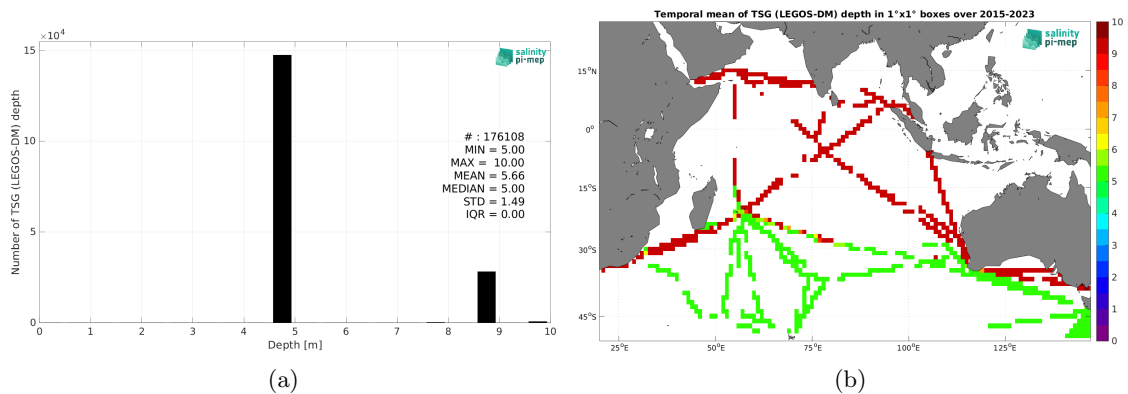 ×10⁴
15
10
5
0
Number of TSG (LEGOS-DM) depth
0 1 2 3 4 5 6 7 8 9 10
Depth [m]
salinity
pi-mep
# : 176108
MIN = 5.00
MAX = 10.00
MEAN = 5.66
MEDIAN = 5.00
STD = 1.49
IQR = 0.00
(a)
Temporal mean of TSG (LEGOS-DM) depth in 1°x1° boxes over 2015-2023
salinity
pi-mep
15°N
0°
15°S
30°S
45°S
25°E 50°E 75°E 100°E 125°E
10
9
8
7
6
5
4
3
2
1
0
(b)